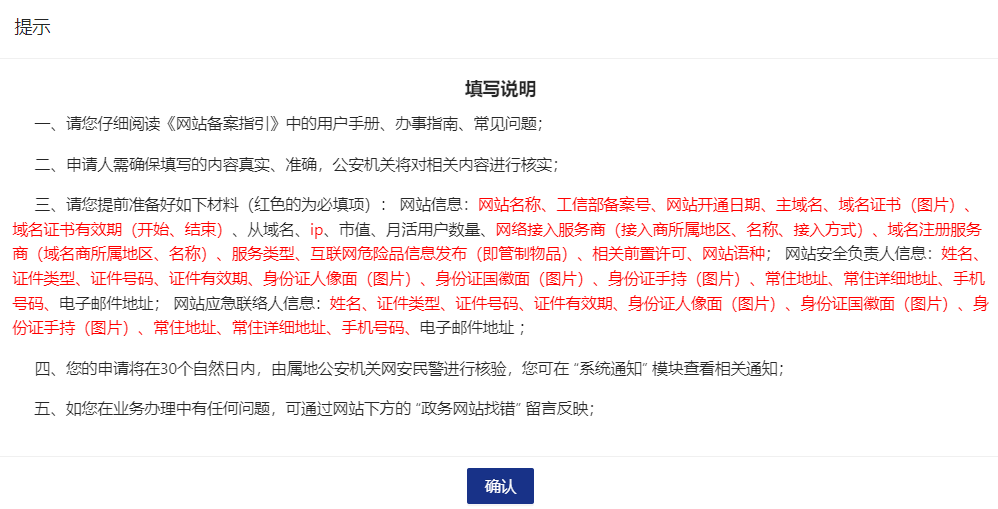 提示
填写说明
一、请您仔细阅读《网站备案指引》中的用户手册、办事指南、常见问题；
二、申请人需确保填写的内容真实、准确，公安机关将对相关内容进行核实；
三、请您提前准备好如下材料（红色的为必填项）： 网站信息：网站名称、工信部备案号、网站开通日期、主域名、域名证书（图片）、
域名证书有效期（开始、结束）、从域名、ip、市值、月活用户数量、网络接入服务商（接入商所属地区、名称、接入方式）、域名注册服务
商（域名商所属地区、名称）、服务类型、互联网危险品信息发布（即管制物品）、相关前置许可、网站语种； 网站安全负责人信息：姓名、
证件类型、证件号码、证件有效期、身份证人像面（图片）、身份证国徽面（图片）、身份证手持（图片）、常住地址、常住详细地址、手机
号码、电子邮件地址； 网站应急联络人信息：姓名、证件类型、证件号码、证件有效期、身份证人像面（图片）、身份证国徽面（图片）、身
份证手持（图片）、常住地址、常住详细地址、手机号码、电子邮件地址 ；
四、您的申请将在30个自然日内，由属地公安机关网安民警进行核验，您可在 “系统通知” 模块查看相关通知；
五、如您在业务办理中有任何问题，可通过网站下方的 “政务网站找错” 留言反映；
确认